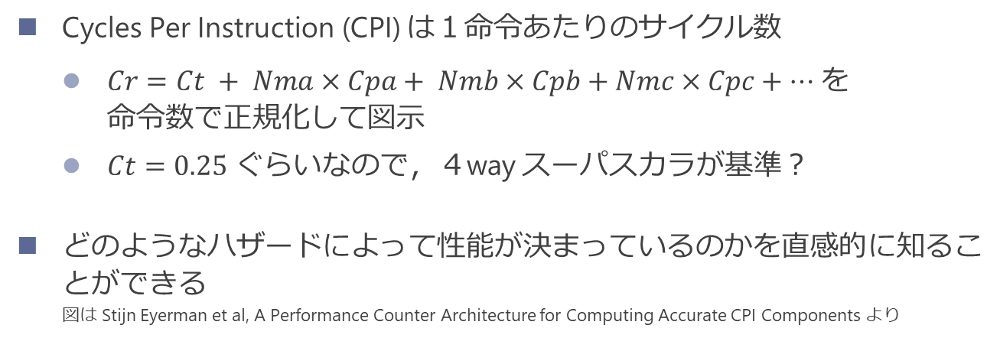 ■ Cycles Per Instruction (CPI) は１命令あたりのサイクル数
● Cr = Ct + Nma × Cpa + Nmb × Cpb + Nmc × Cpc + ⋯ を
命令数で正規化して図示
● Ct = 0.25 ぐらいなので，４way スーパスカラが基準？
■ どのようなハザードによって性能が決まっているのかを直感的に知るこ
とができる
図は Stijn Eyerman et al, A Performance Counter Architecture for Computing Accurate CPI Components より